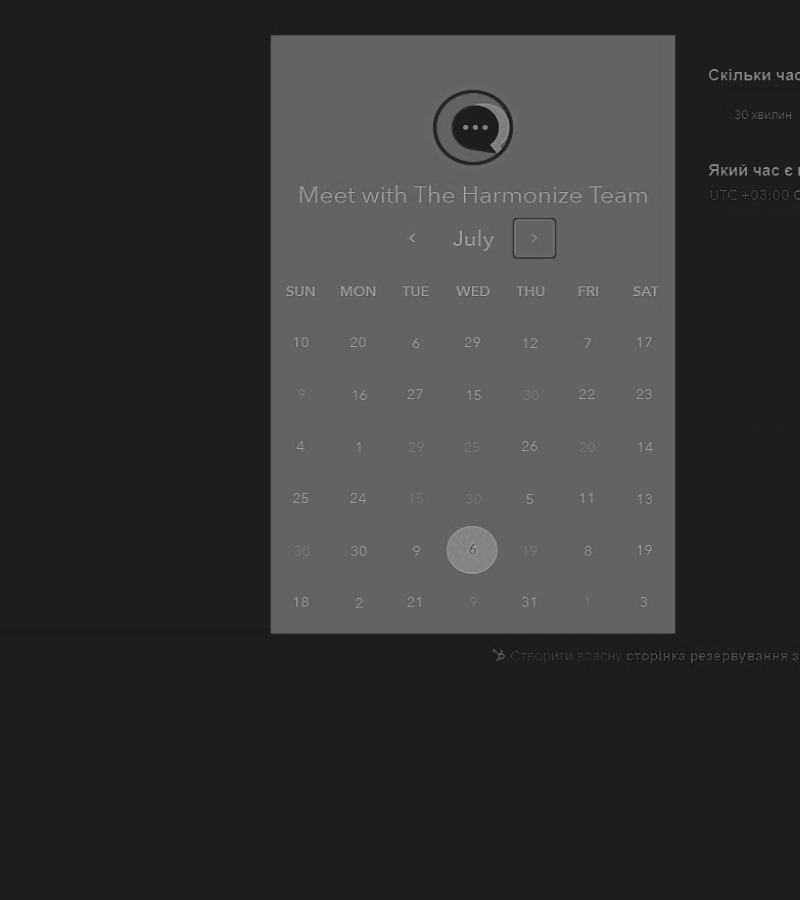 Скільки час
30 хвилин
Який час є
UTC +03:00
Meet with The Harmonize Team
July
SUN MON TUE WED THU FRI SAT
10 20 6 29 12 7 17
9 16 27 15 30 22 23
4 1 29 25 26 20 14
25 24 15 30 5 11 13
30 30 9 6 19 8 19
18 2 21 9 31 1 3
Створити власну сторінка резервування